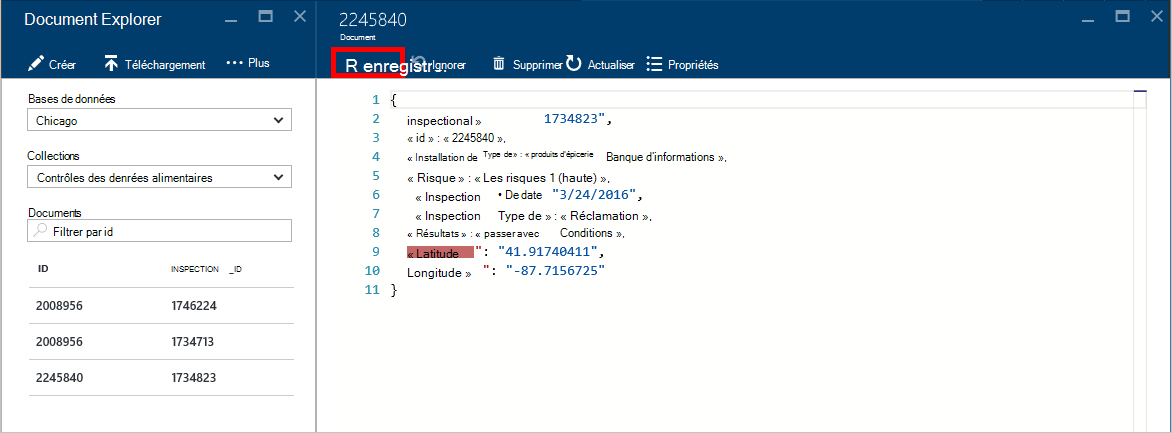 Document Explorer
Créer
Téléchargement
Plus
Bases de données
Chicago
Collections
Contrôles des denrées alimentaires
Documents
Filtrer par id
ID INSPECTION _ID
2008956 1746224
2008956 1734713
2245840 1734823
2245840
Document
R enregistr... Ignorer Supprimer Actualiser Propriétés
1 {
2 inspectional » 1734823",
3 « id » : « 2245840 »,
4 « Installation de Type de » : « produits d'épicerie Banque d'informations »,
5 « Risque » : « Les risques 1 (haute) »,
6 « Inspection • De date "3/24/2016",
7 « Inspection Type de » : « Réclamation »,
8 « Résultats » : « passer avec Conditions »,
9 « Latitude ": "41.91740411",
10 Longitude » ": "-87.7156725"
11 }